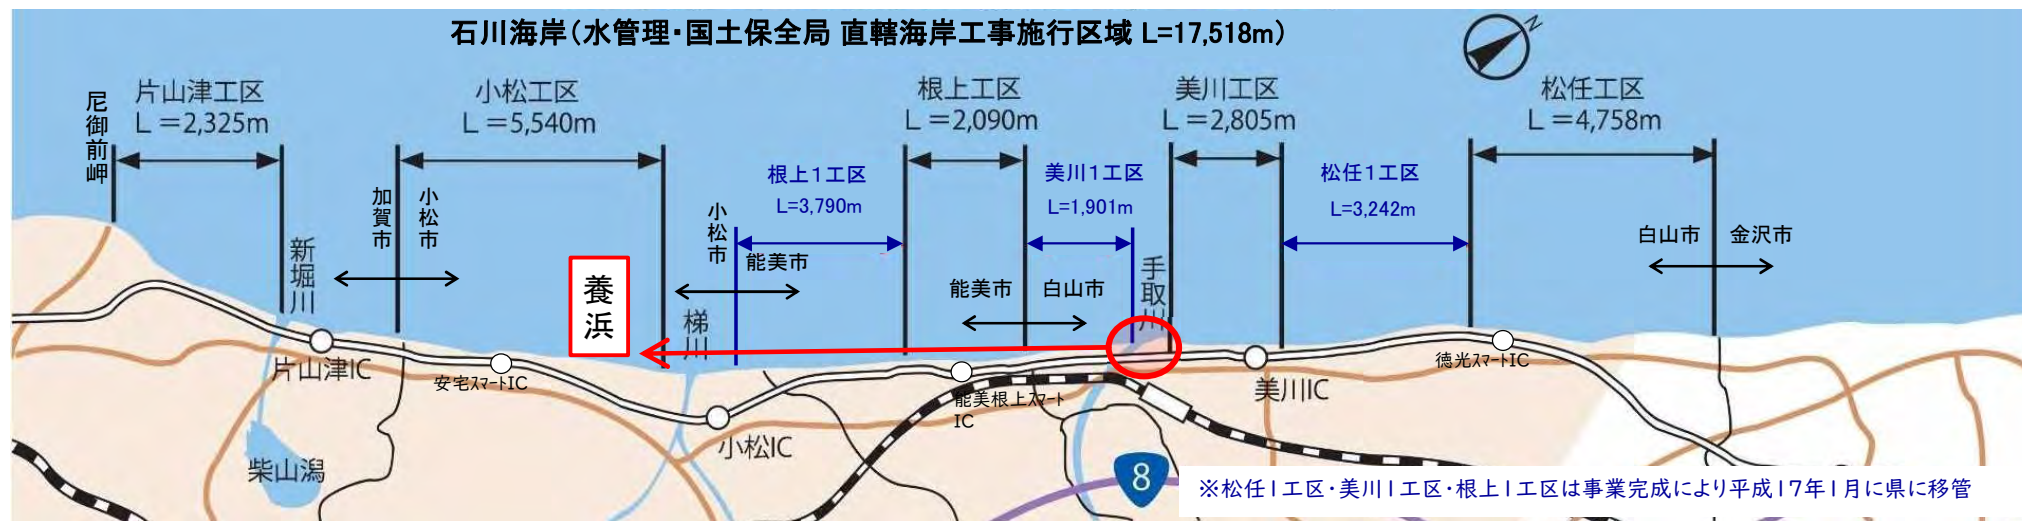 石川海岸(水管理・国土保全局 直轄海岸工事施行区域 L=17,518m)
N
尼御前岬
片山津工区
L=2,325m
小松工区
L=5,540m
根上工区
L=2,090m
美川工区
L=2,805m
松任工区
L=4,758m
根上1工区
L=3,790m
美川1工区
L=1,901m
松任1工区
L=3,242m
加賀市
小松市
小松市
能美市
能美市
白山市
白山市
金沢市
新堀川
養浜
梯川
手取川
片山津IC
安宅スマートIC
小松IC
能美根上スマート
IC
美川IC
徳光スマートIC
柴山潟
8
※松任1工区・美川1工区・根上1工区は事業完成により平成17年1月に県に移管